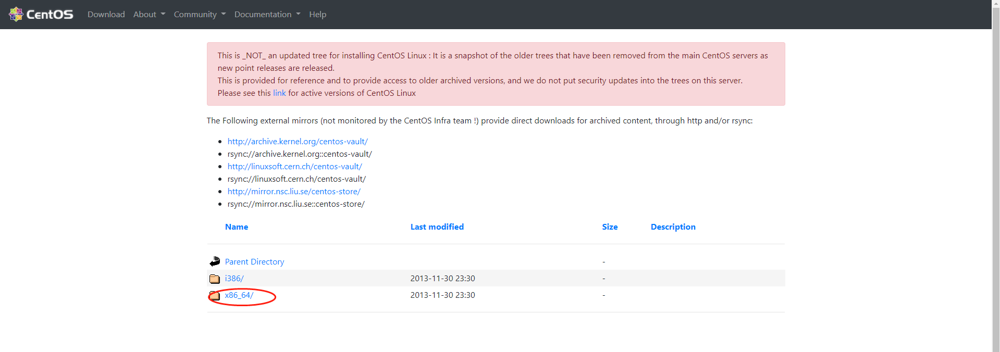 CentOS Download About Community Documentation Help
This is _NOT_ an updated tree for installing CentOS Linux : It is a snapshot of the older trees that have been removed from the main CentOS servers as
new point releases are released.
This is provided for reference and to provide access to older archived versions, and we do not put security updates into the trees on this server.
Please see this link for active versions of CentOS Linux
The Following external mirrors (not monitored by the CentOS Infra team !) provide direct downloads for archived content, through http and/or rsync:
http://archive.kernel.org/centos-vault/
rsync://archive.kernel.org::centos-vault/
http://linuxsoft.cern.ch/centos-vault/
rsync://linuxsoft.cern.ch/centos-vault/
http://mirror.nsc.liu.se/centos-store/
rsync://mirror.nsc.liu.se::centos-store/
Name Last modified Size Description
Parent Directory -
i386/ 2013-11-30 23:30 -
x86_64/ 2013-11-30 23:30 -